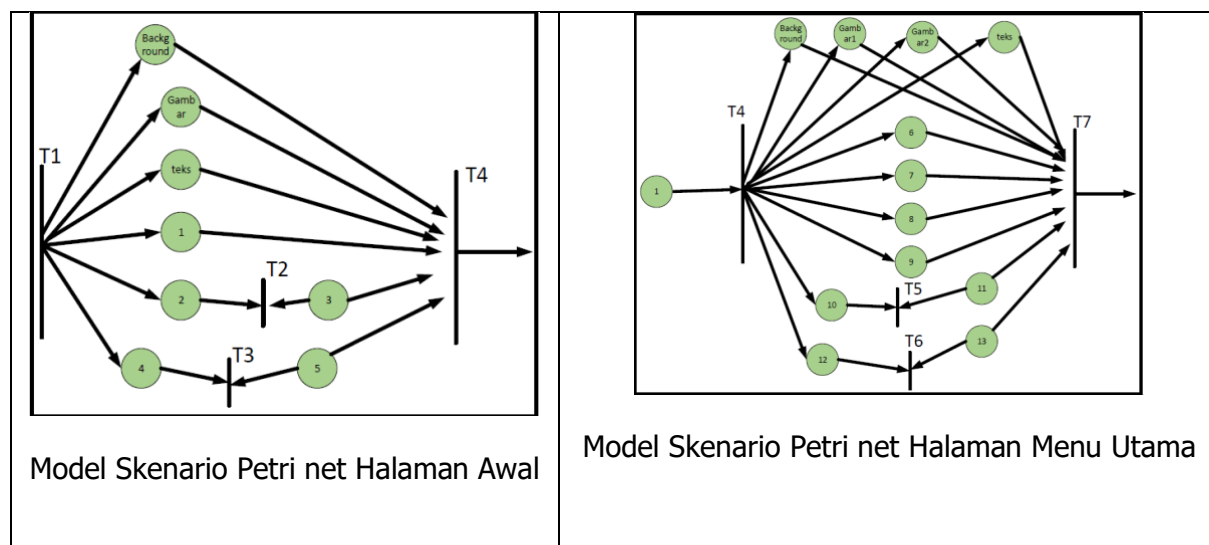 Backg
round
Gamb
ar
T1
teks
T4
1
T2
2
3
T3
4
5
Model Skenario Petri net Halaman Awal
Backg
round
Gamb
ar1
Gamb
ar2
teks
T4
T7
6
1
7
8
9
T5
10
11
T6
12
13
Model Skenario Petri net Halaman Menu Utama